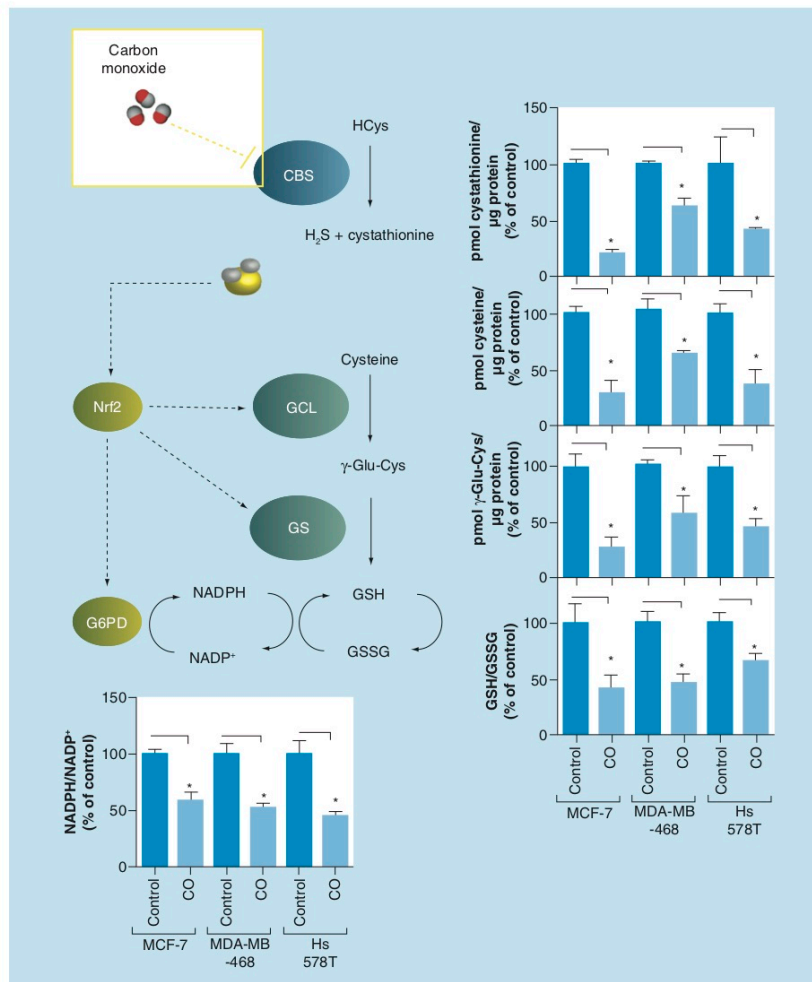 Carbon
monoxide
HCys
CBS
H₂S + cystathionine
Cysteine
Nrf2
GCL
γ-Glu-Cys
GS
NADPH
GSH
G6PD
NADP⁺
GSSG
pmol cystathionine/
µg protein
(% of control)
150
100
50
0
pmol cysteine/
µg protein
(% of control)
100
50
0
pmol γ-Glu-Cys/
µg protein
(% of control)
100
50
0
GSH/GSSG
(% of control)
100
50
0
* * *
* * *
* * *
* * *
Control CO Control CO Control CO
MCF-7 MDA-MB Hs
-468 578T
NADPH/NADP⁺
(% of control)
150
100
50
0
* * *
Control CO Control CO Control CO
MCF-7 MDA-MB Hs
-468 578T